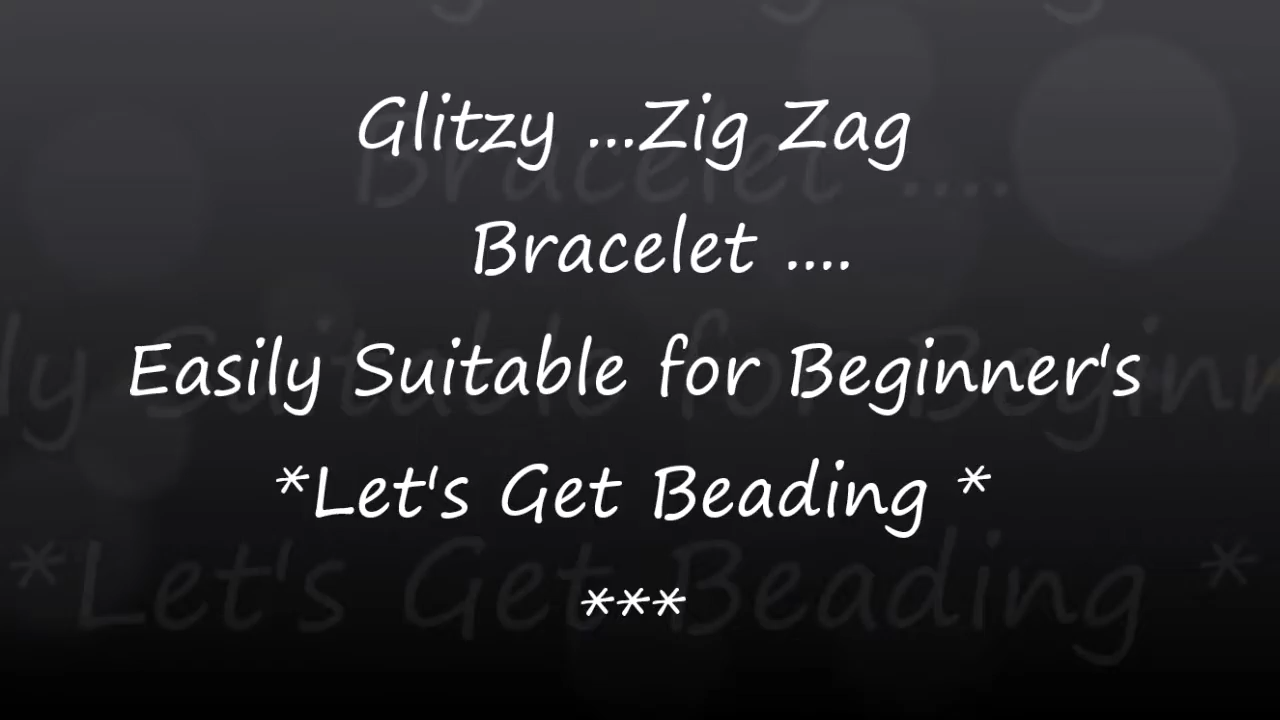 Glitzy ...Zig Zag
Bracelet ....
Easily Suitable for Beginner's
*Let's Get Beading *
***